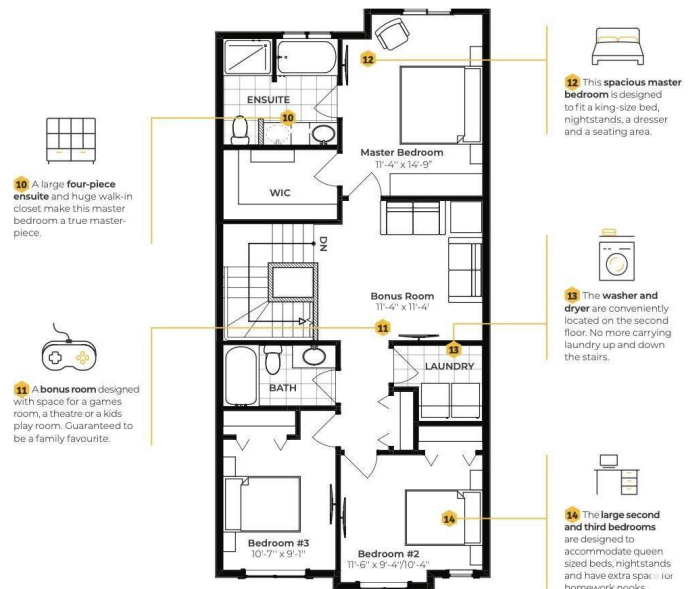 12
ENSUITE
10
Master Bedroom
11'-4" x 14'-9"
WIC
DN
Bonus Room
11'-4" x 11'-4'
11
13
LAUNDRY
BATH
14
Bedroom #3
10'-7" x 9'-1"
Bedroom #2
11'-6" x 9'-4"/10'-4"
10 A large four-piece
ensuite and huge walk-in
closet make this master
bedroom a true master-
piece.
11 A bonus room designed
with space for a games
room, a theatre or a kids
play room. Guaranteed to
be a family favourite.
12 This spacious master
bedroom is designed
to fit a king-size bed,
nightstands, a dresser
and a seating area.
13 The washer and
dryer are conveniently
located on the second
floor. No more carrying
laundry up and down
the stairs.
14 The large second
and third bedrooms
are designed to
accommodate queen
sized beds, nightstands
and have extra space for
homework nooks